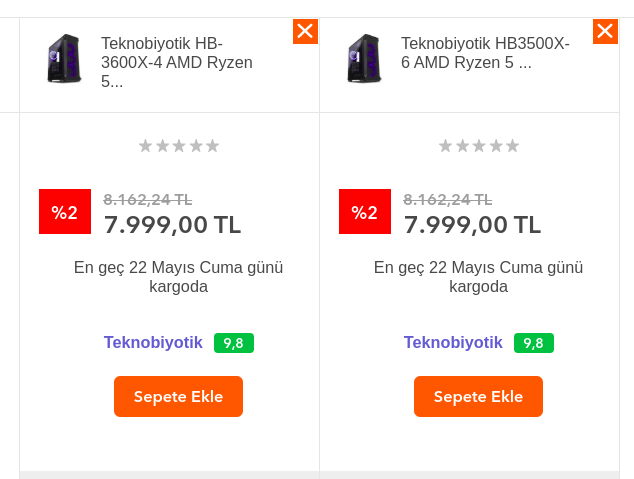 Teknobiyotik HB-
3600X-4 AMD Ryzen
5...
%2
8.162,24 TL
7.999,00 TL
En geç 22 Mayıs Cuma günü
kargoda
Teknobiyotik 9,8
Sepete Ekle
Teknobiyotik HB3500X-
6 AMD Ryzen 5 ...
%2
8.162,24 TL
7.999,00 TL
En geç 22 Mayıs Cuma günü
kargoda
Teknobiyotik 9,8
Sepete Ekle